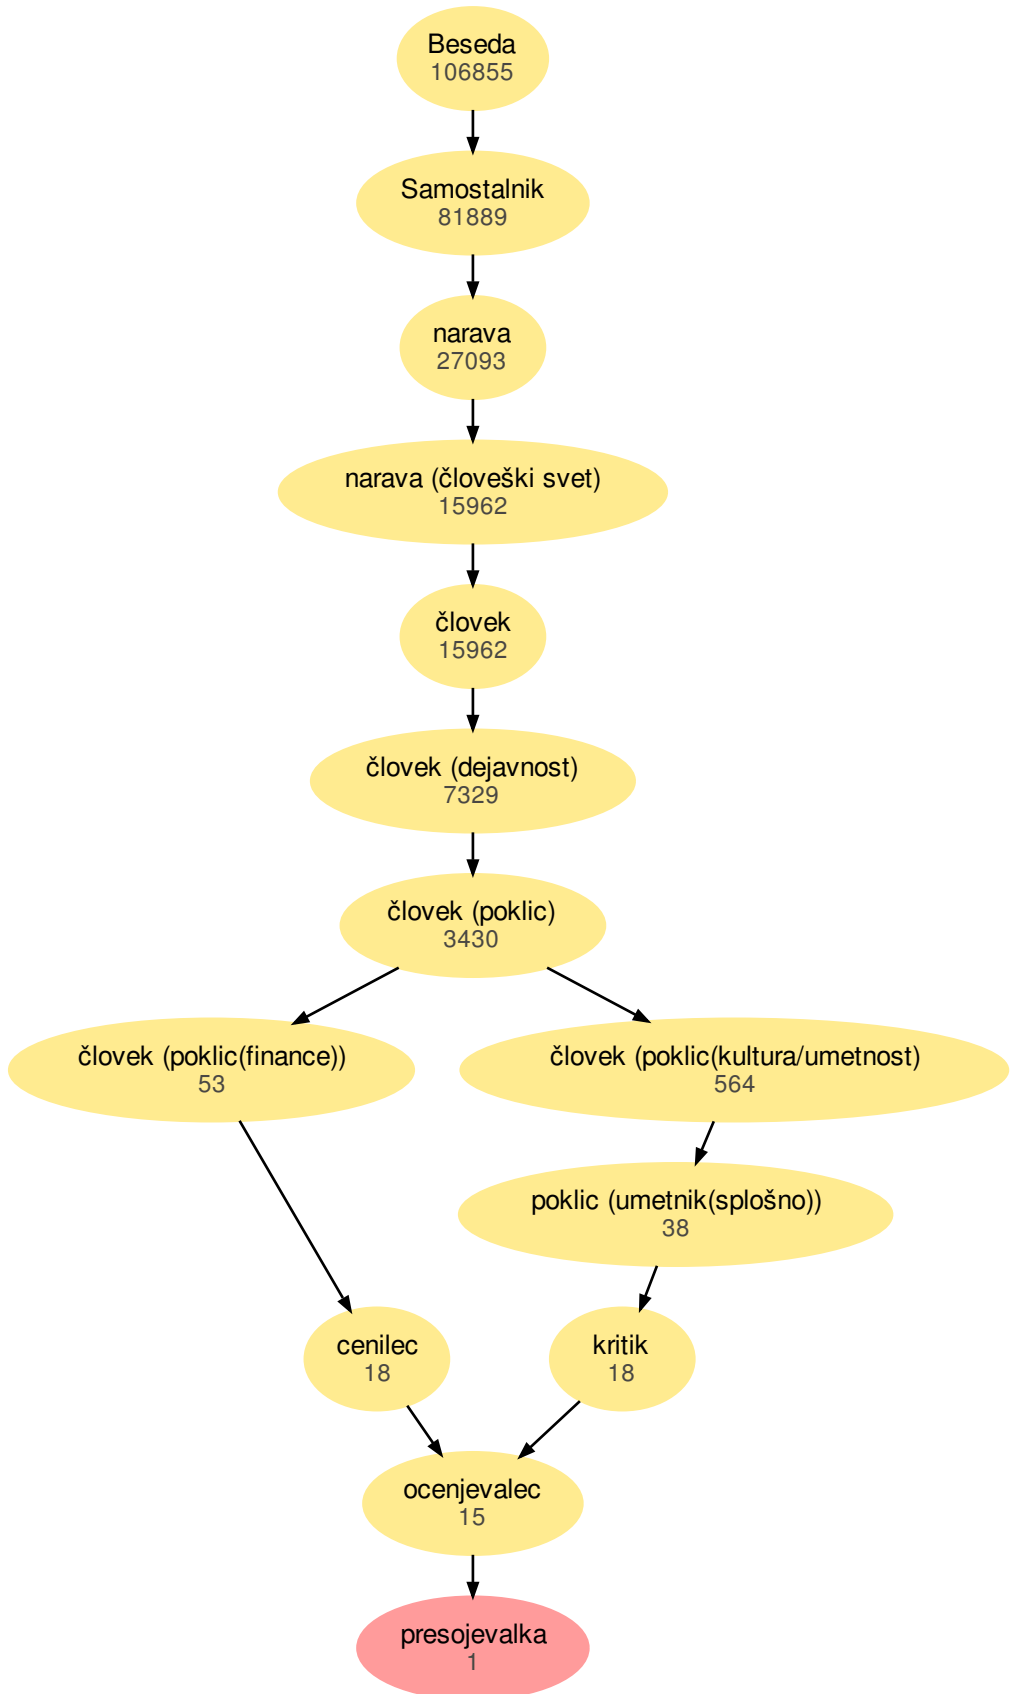 Beseda
106855
Samostalnik
81889
narava
27093
narava (človeški svet)
15962
človek
15962
človek (dejavnost)
7329
človek (poklic)
3430
človek (poklic(finance))
53
človek (poklic(kultura/umetnost)
564
poklic (umetnik(splošno))
38
cenilec
18
kritik
18
ocenjevalec
15
presojevalka
1